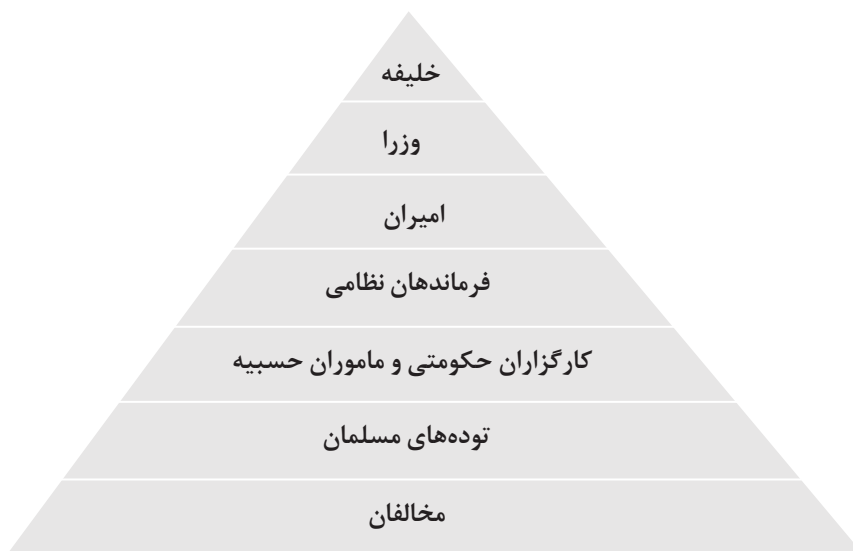 خلیفه
وزرا
امیران
فرماندهان نظامی
کارگزاران حکومتی و ماموران حسبیه
توده‌های مسلمان
مخالفان